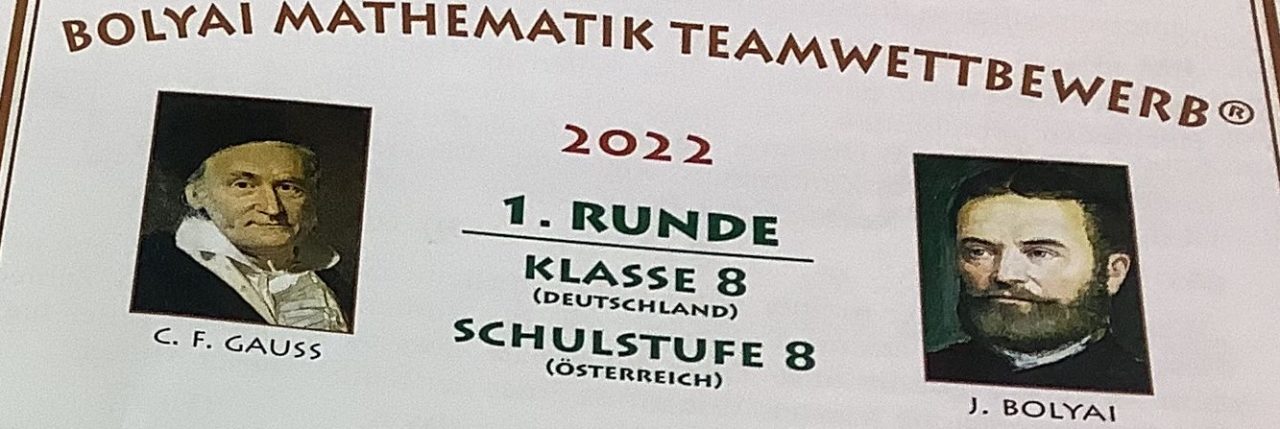 BOLYAI MATHEMATIK TEAMWETTBEWERB®
2022
1. RUNDE
KLASSE 8
(DEUTSCHLAND)
SCHULSTUFE 8
(ÖSTERREICH)
C. F. GAUSS
J. BOLYAI